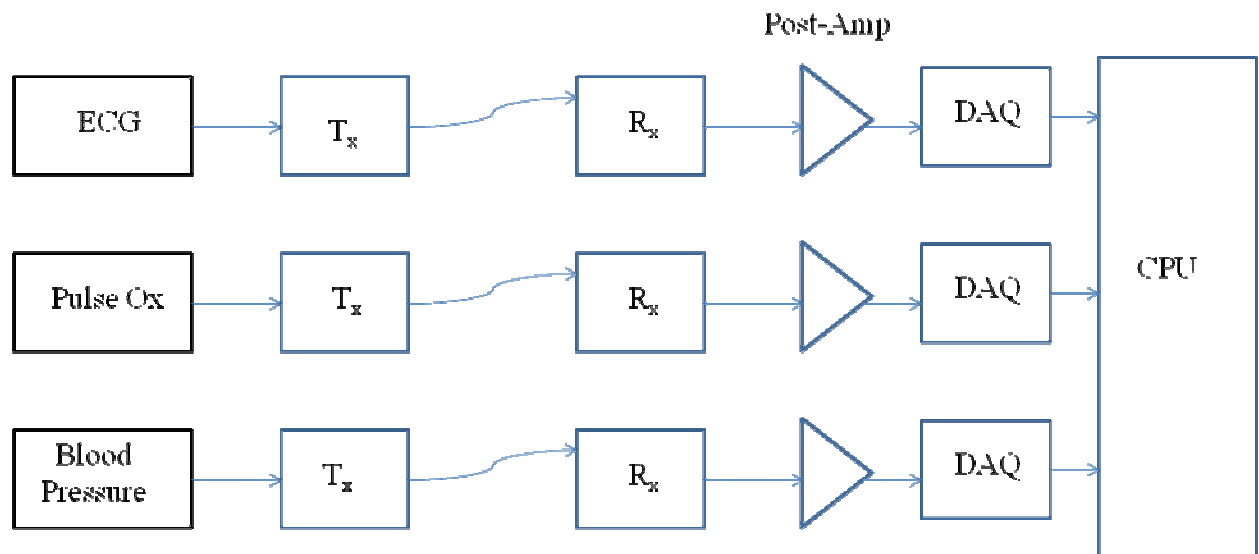 Post-Amp
ECG
Tx
Rx
DAQ
Pulse Ox
Tx
Rx
DAQ
CPU
Blood
Pressure
Tx
Rx
DAQ